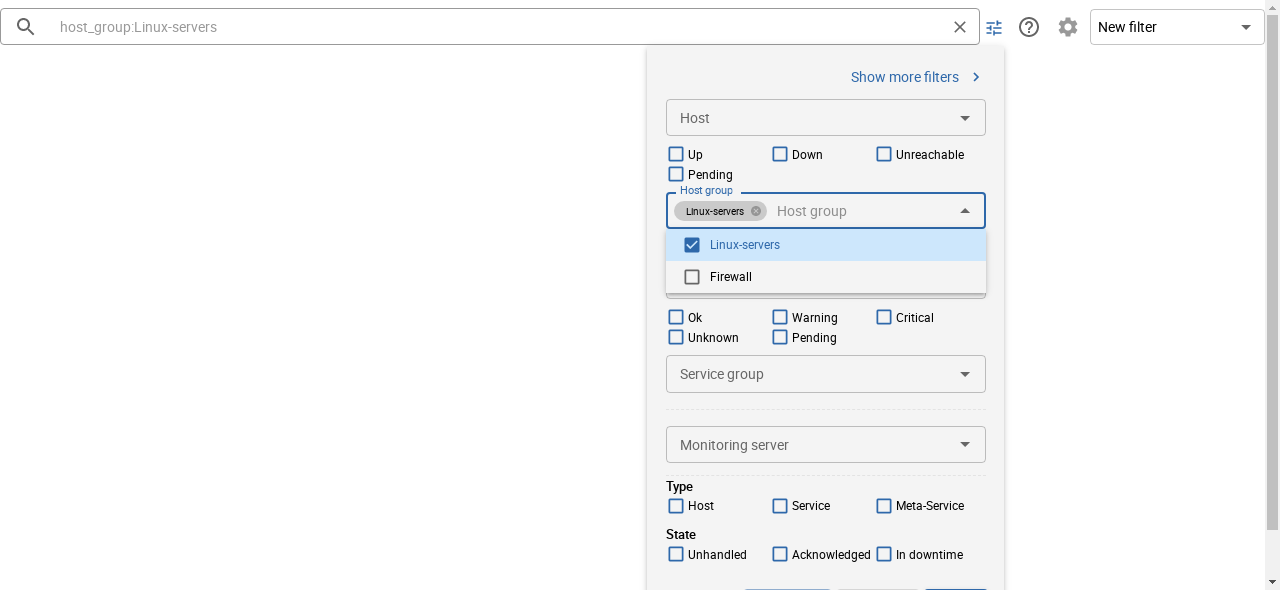 host_group:Linux-servers
New filter
Show more filters
Host
Up Down Unreachable
Pending
Host group
Linux-servers Host group
Linux-servers
Firewall
Ok Warning Critical
Unknown Pending
Service group
Monitoring server
Type
Host Service Meta-Service
State
Unhandled Acknowledged In downtime